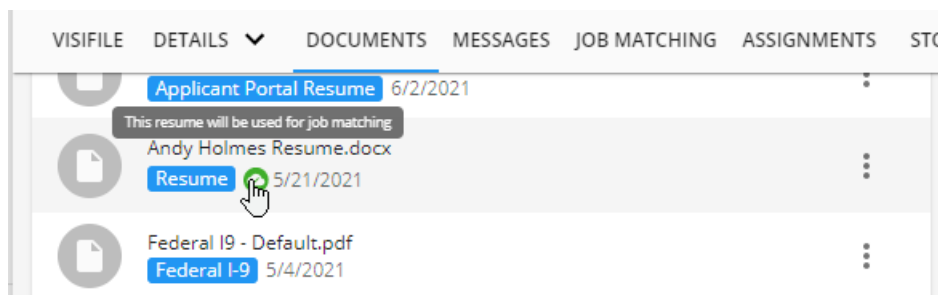 VISIFILE DETAILS DOCUMENTS MESSAGES JOB MATCHING ASSIGNMENTS
Applicant Portal Resume 6/2/2021
This resume will be used for job matching
Andy Holmes Resume.docx
Resume 5/21/2021
Federal I9 - Default.pdf
Federal I-9 5/4/2021